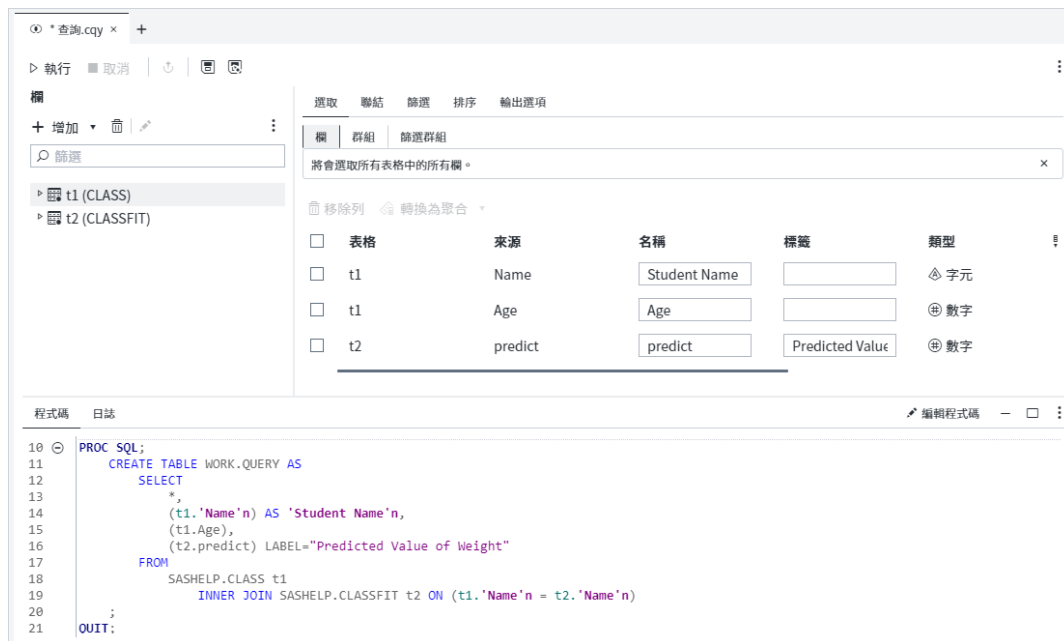 * 查詢.cqy × +
執行 取消
欄
增加
篩選
t1 (CLASS)
t2 (CLASSFIT)
選取 聯結 篩選 排序 輸出選項
欄 群組 篩選群組
將會選取所有表格中的所有欄。 ×
移除列 轉換為聚合
表格 來源 名稱 標籤 類型
t1 Name Student Name 字元
t1 Age Age 數字
t2 predict predict Predicted Value 數字
程式碼 日誌 編輯程式碼
10 PROC SQL;
11 CREATE TABLE WORK.QUERY AS
12 SELECT
13 *,
14 (t1.'Name'n) AS 'Student Name'n,
15 (t1.Age),
16 (t2.predict) LABEL="Predicted Value of Weight"
17 FROM
18 SASHELP.CLASS t1
19 INNER JOIN SASHELP.CLASSFIT t2 ON (t1.'Name'n = t2.'Name'n)
20 ;
21 QUIT;